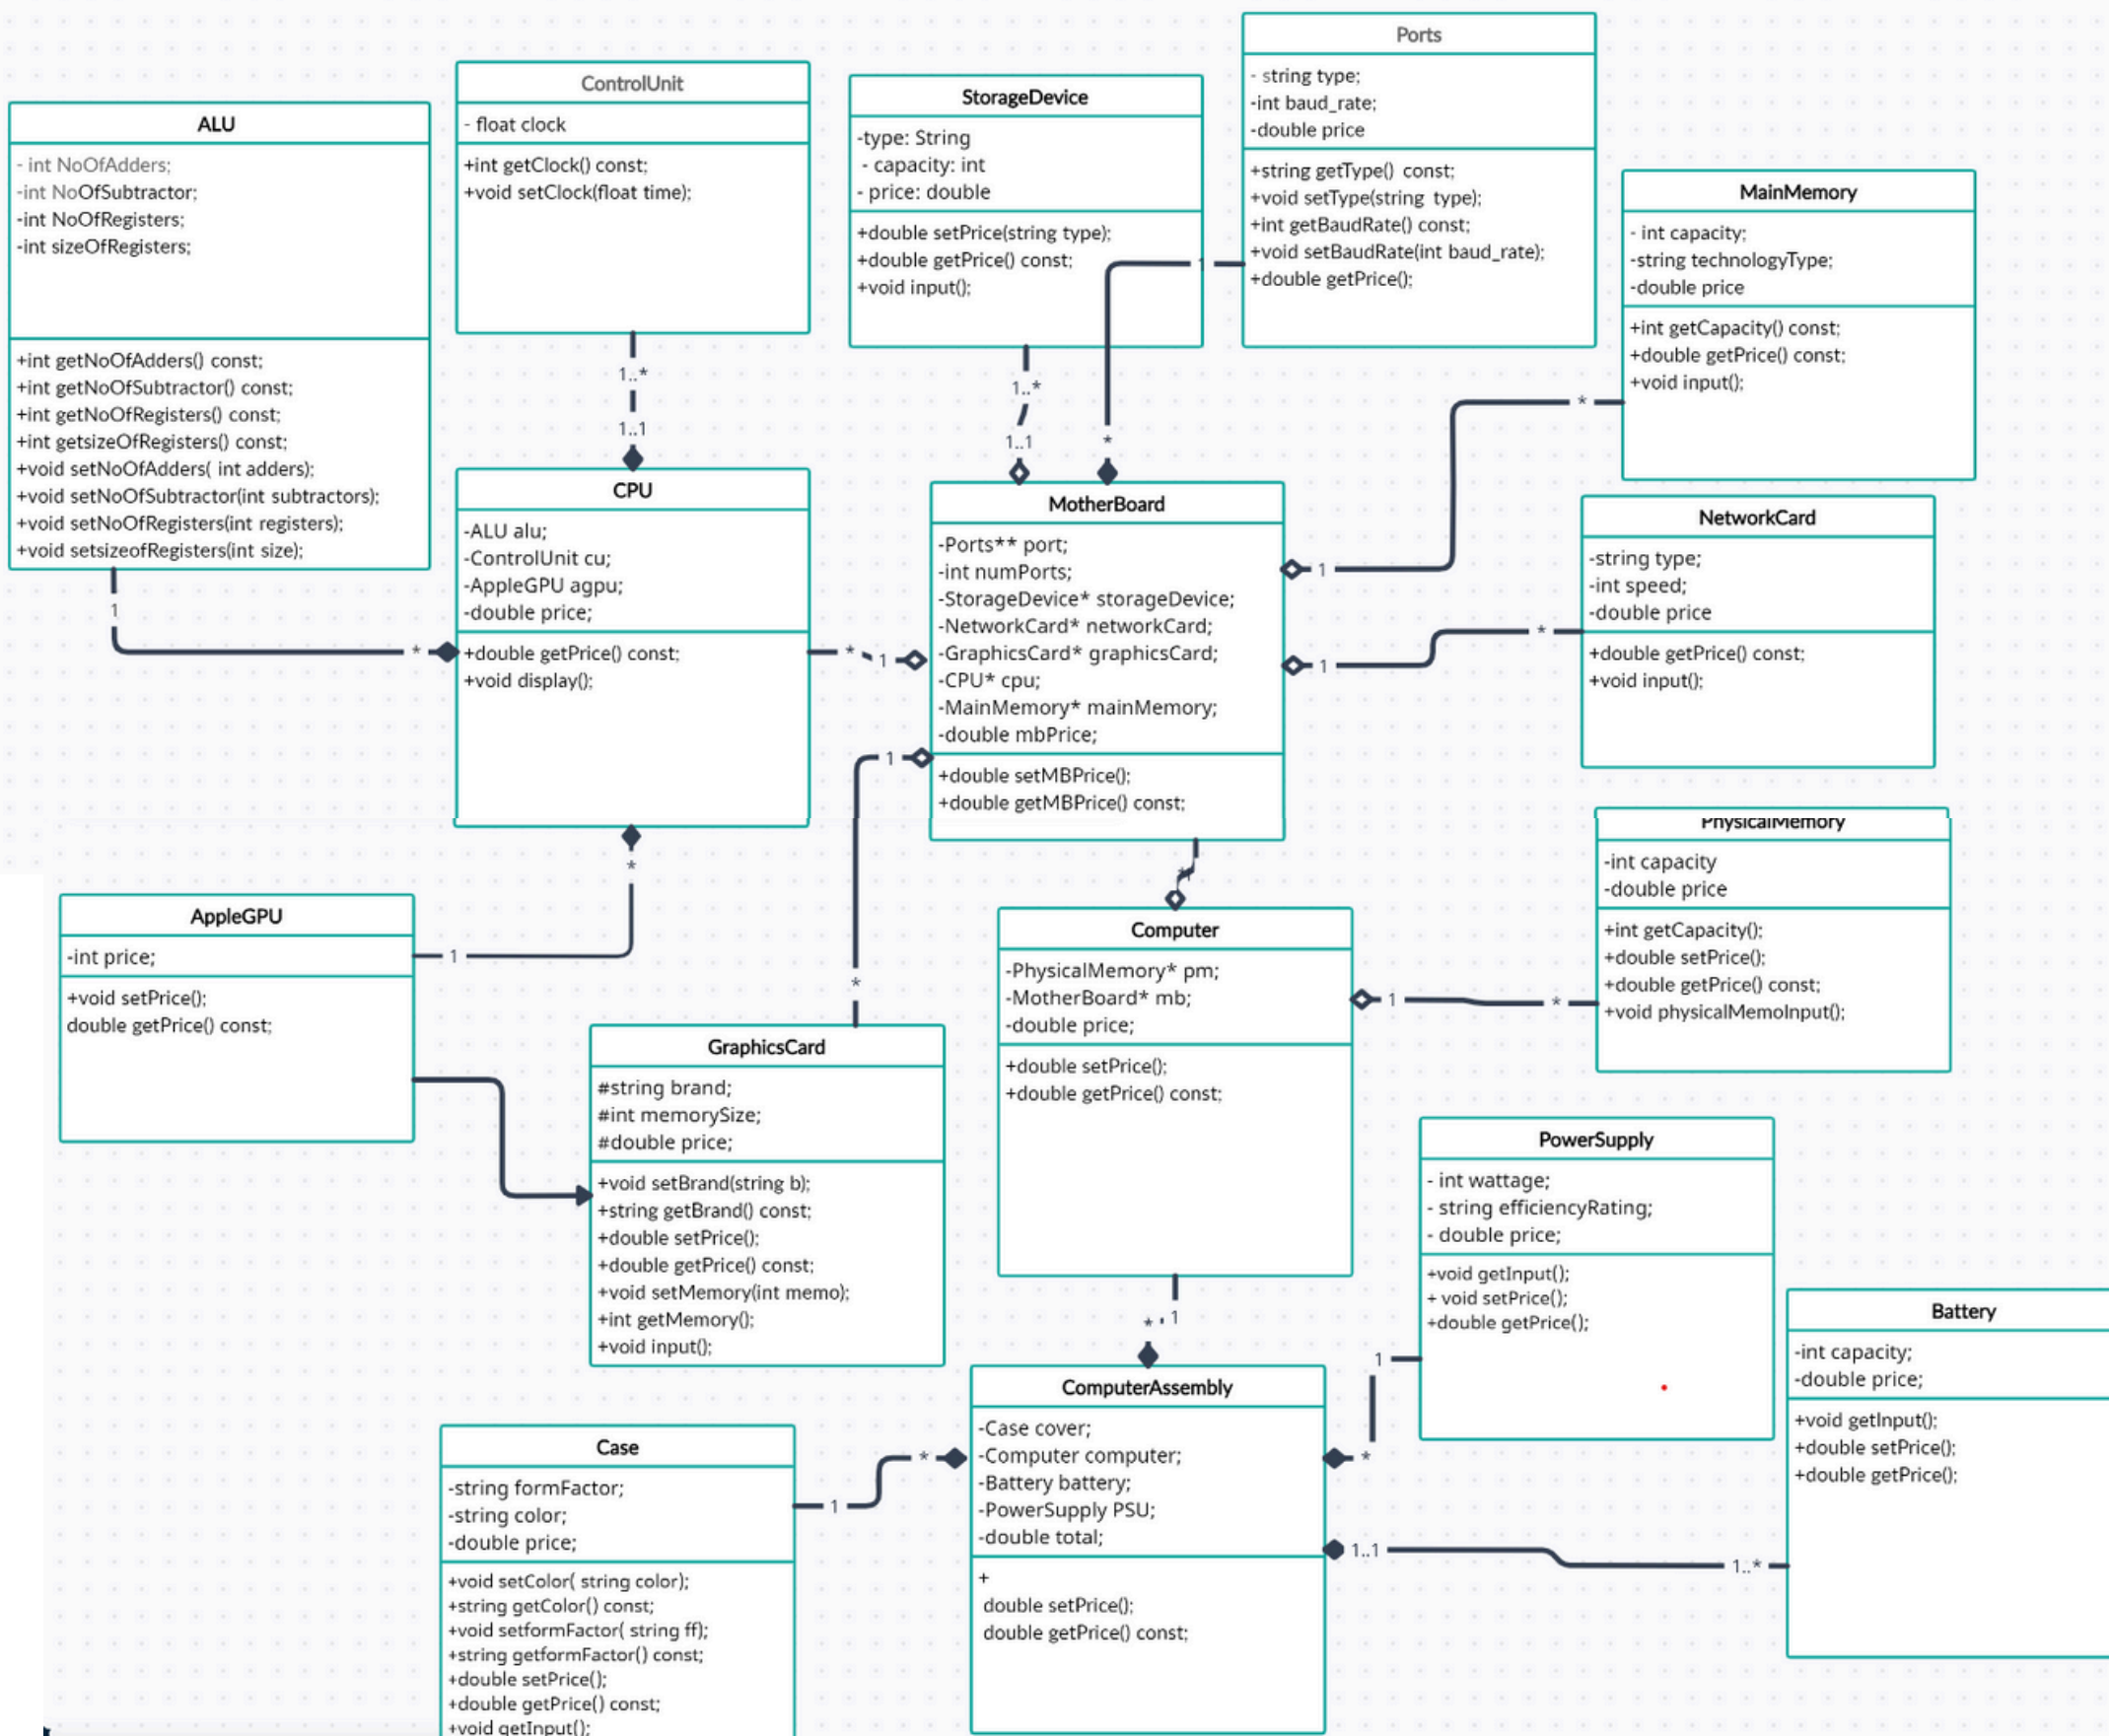 ALU
- int NoOfAdders;
-int NoOfSubtractor;
-int NoOfRegisters;
-int sizeOfRegisters;
+int getNoOfAdders() const;
+int getNoOfSubtractor() const;
+int getNoOfRegisters() const;
+int getsizeOfRegisters() const;
+void setNoOfAdders( int adders);
+void setNoOfSubtractor(int subtractors);
+void setNoOfRegisters(int registers);
+void setsizeofRegisters(int size);
1
*
ControlUnit
- float clock
+int getClock() const;
+void setClock(float time);
1..*
1..1
StorageDevice
-type: String
- capacity: int
- price: double
+double setPrice(string type);
+double getPrice() const;
+void input();
1..*
1..1
Ports
- string type;
-int baud_rate;
-double price
+string getType() const;
+void setType(string type);
+int getBaudRate() const;
+void setBaudRate(int baud_rate);
+double getPrice();
1
*
MainMemory
- int capacity;
-string technologyType;
-double price
+int getCapacity() const;
+double getPrice() const;
+void input();
*
1
CPU
-ALU alu;
-ControlUnit cu;
-AppleGPU agpu;
-double price;
+double getPrice() const;
+void display();
*
1
MotherBoard
-Ports** port;
-int numPorts;
-StorageDevice* storageDevice;
-NetworkCard* networkCard;
-GraphicsCard* graphicsCard;
-CPU* cpu;
-MainMemory* mainMemory;
-double mbPrice;
+double setMBPrice();
+double getMBPrice() const;
NetworkCard
-string type;
-int speed;
-double price
+double getPrice() const;
+void input();
*
1
1
*
PhysicalMemory
-int capacity
-double price
+int getCapacity();
+double setPrice();
+double getPrice() const;
+void physicalMemoInput();
AppleGPU
-int price;
+void setPrice();
double getPrice() const;
1
*
GraphicsCard
#string brand;
#int memorySize;
#double price;
+void setBrand(string b);
+string getBrand() const;
+double setPrice();
+double getPrice() const;
+void setMemory(int memo);
+int getMemory();
+void input();
Computer
-PhysicalMemory* pm;
-MotherBoard* mb;
-double price;
+double setPrice();
+double getPrice() const;
1
*
* 1
PowerSupply
- int wattage;
- string efficiencyRating;
- double price;
+void getInput();
+ void setPrice();
+double getPrice();
1
*
Battery
-int capacity;
-double price;
+void getInput();
+double setPrice();
+double getPrice();
1..1
1..*
ComputerAssembly
-Case cover;
-Computer computer;
-Battery battery;
-PowerSupply PSU;
-double total;
+
double setPrice();
double getPrice() const;
Case
-string formFactor;
-string color;
-double price;
+void setColor( string color);
+string getColor() const;
+void setformFactor( string ff);
+string getformFactor() const;
+double setPrice();
+double getPrice() const;
+void getInput();
1
*